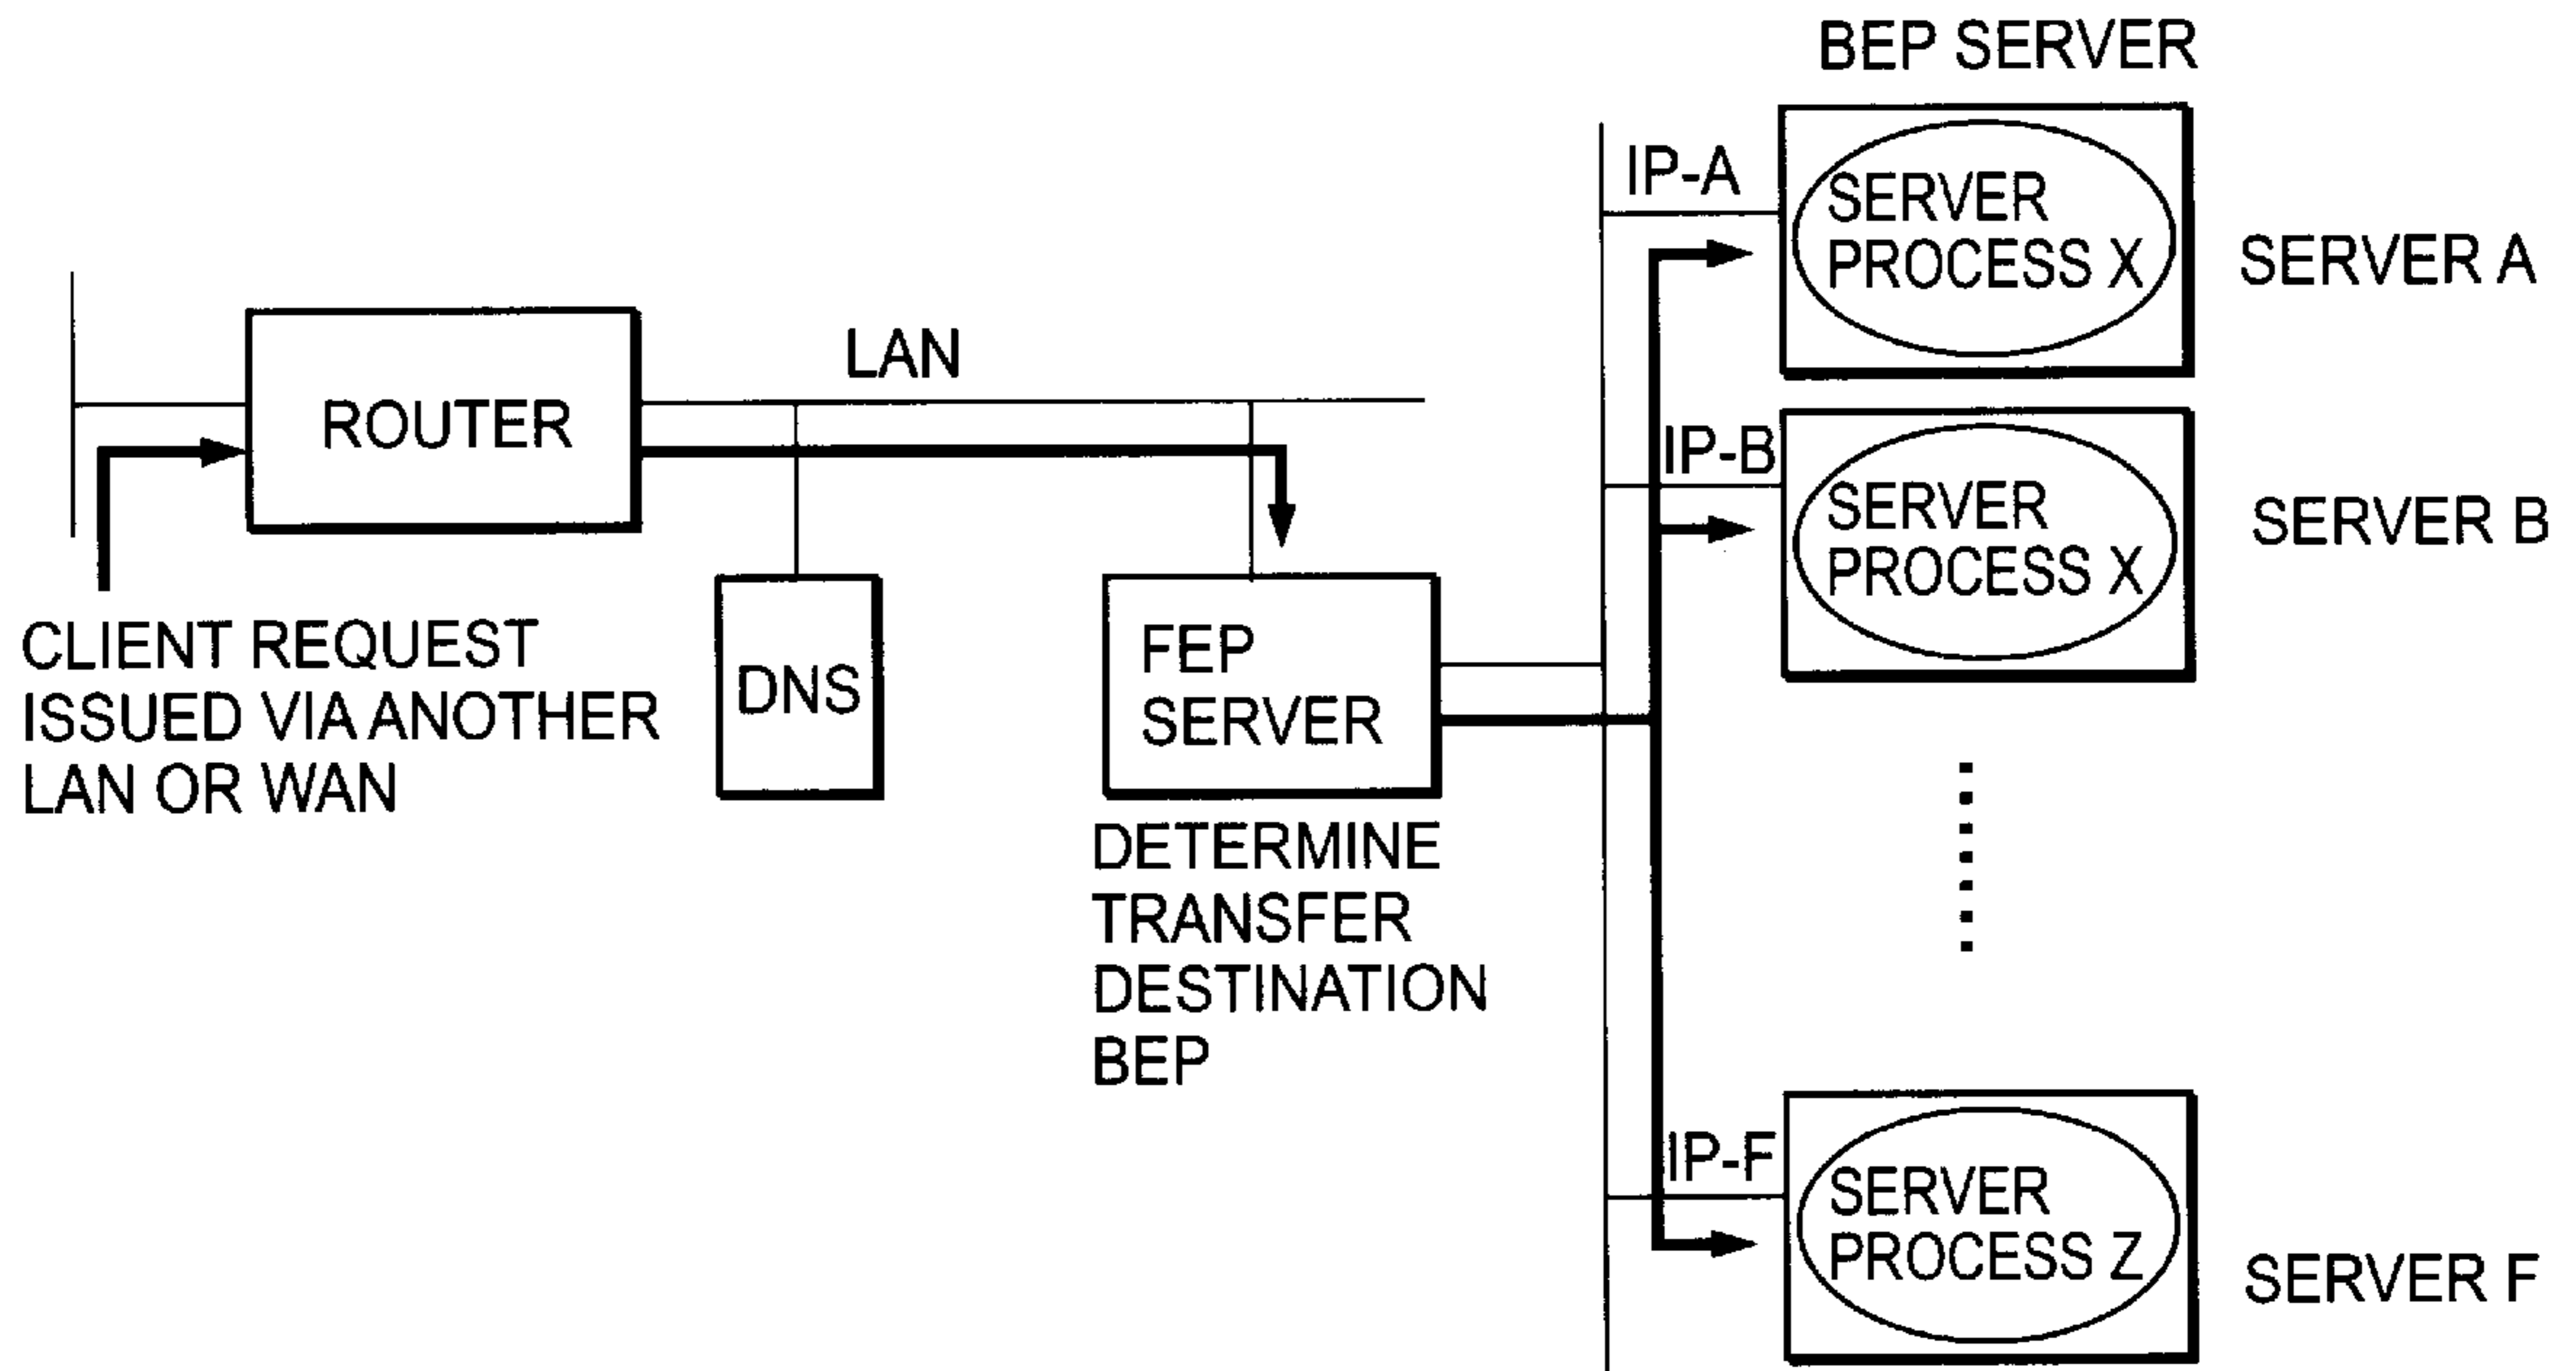 BEP SERVER
IP-A
SERVER
PROCESS X
SERVER A
LAN
ROUTER
IP-B
SERVER
PROCESS X
SERVER B
CLIENT REQUEST
ISSUED VIA ANOTHER
LAN OR WAN
DNS
FEP
SERVER
DETERMINE
TRANSFER
DESTINATION
BEP
IP-F
SERVER
PROCESS Z
SERVER F